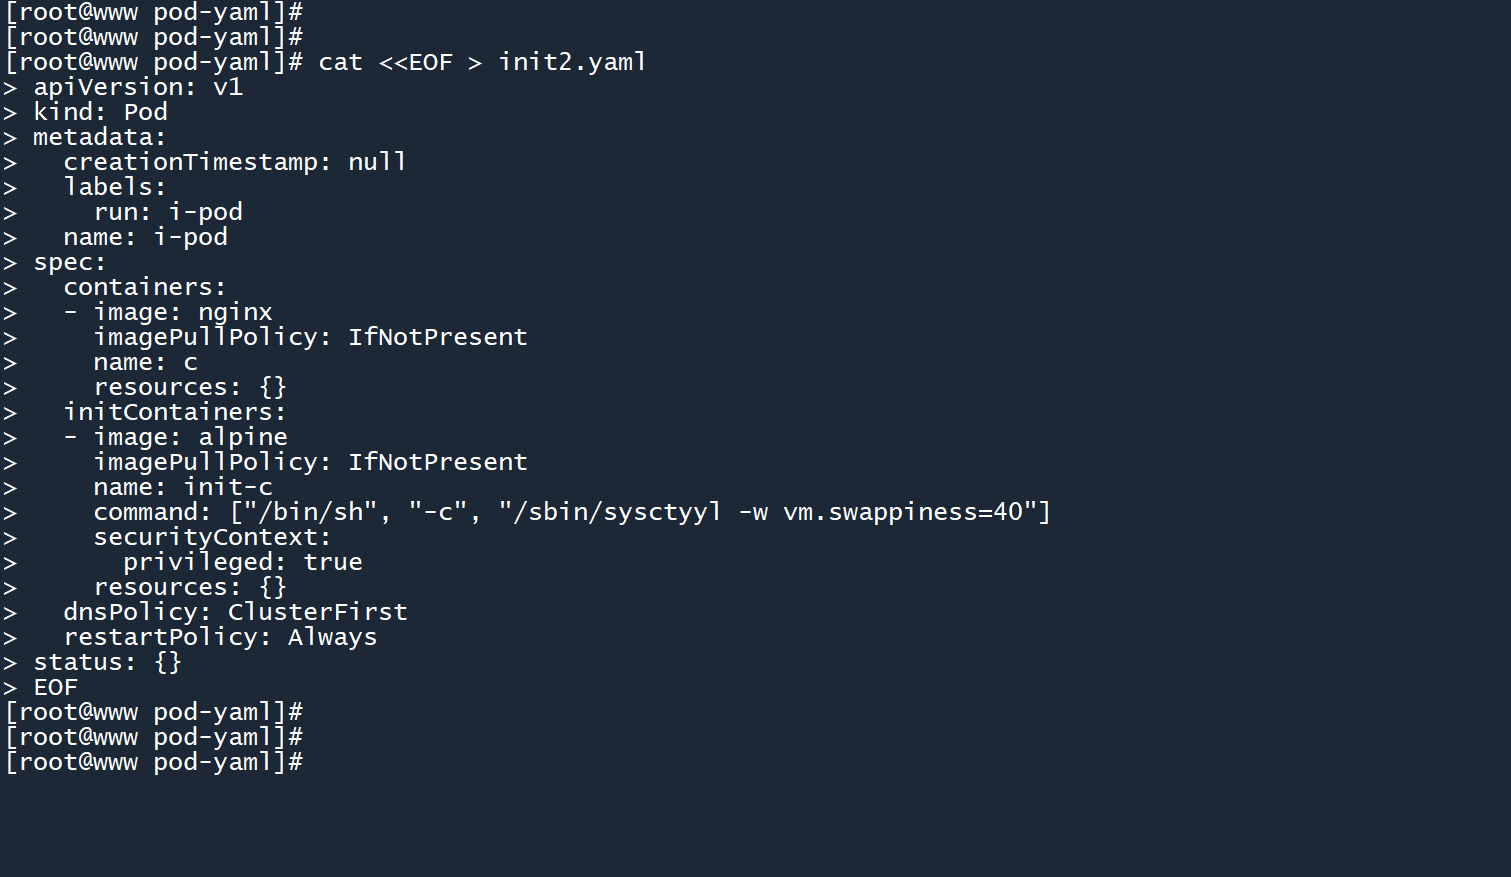 [root@www pod-yaml]#
[root@www pod-yaml]#
[root@www pod-yaml]# cat <<EOF > init2.yaml
> apiVersion: v1
> kind: Pod
> metadata:
>   creationTimestamp: null
>   labels:
>     run: i-pod
>   name: i-pod
> spec:
>   containers:
>   - image: nginx
>     imagePullPolicy: IfNotPresent
>     name: c
>     resources: {}
>   initContainers:
>   - image: alpine
>     imagePullPolicy: IfNotPresent
>     name: init-c
>     command: ["/bin/sh", "-c", "/sbin/sysctyyl -w vm.swappiness=40"]
>     securityContext:
>       privileged: true
>     resources: {}
>   dnsPolicy: ClusterFirst
>   restartPolicy: Always
> status: {}
> EOF
[root@www pod-yaml]#
[root@www pod-yaml]#
[root@www pod-yaml]#